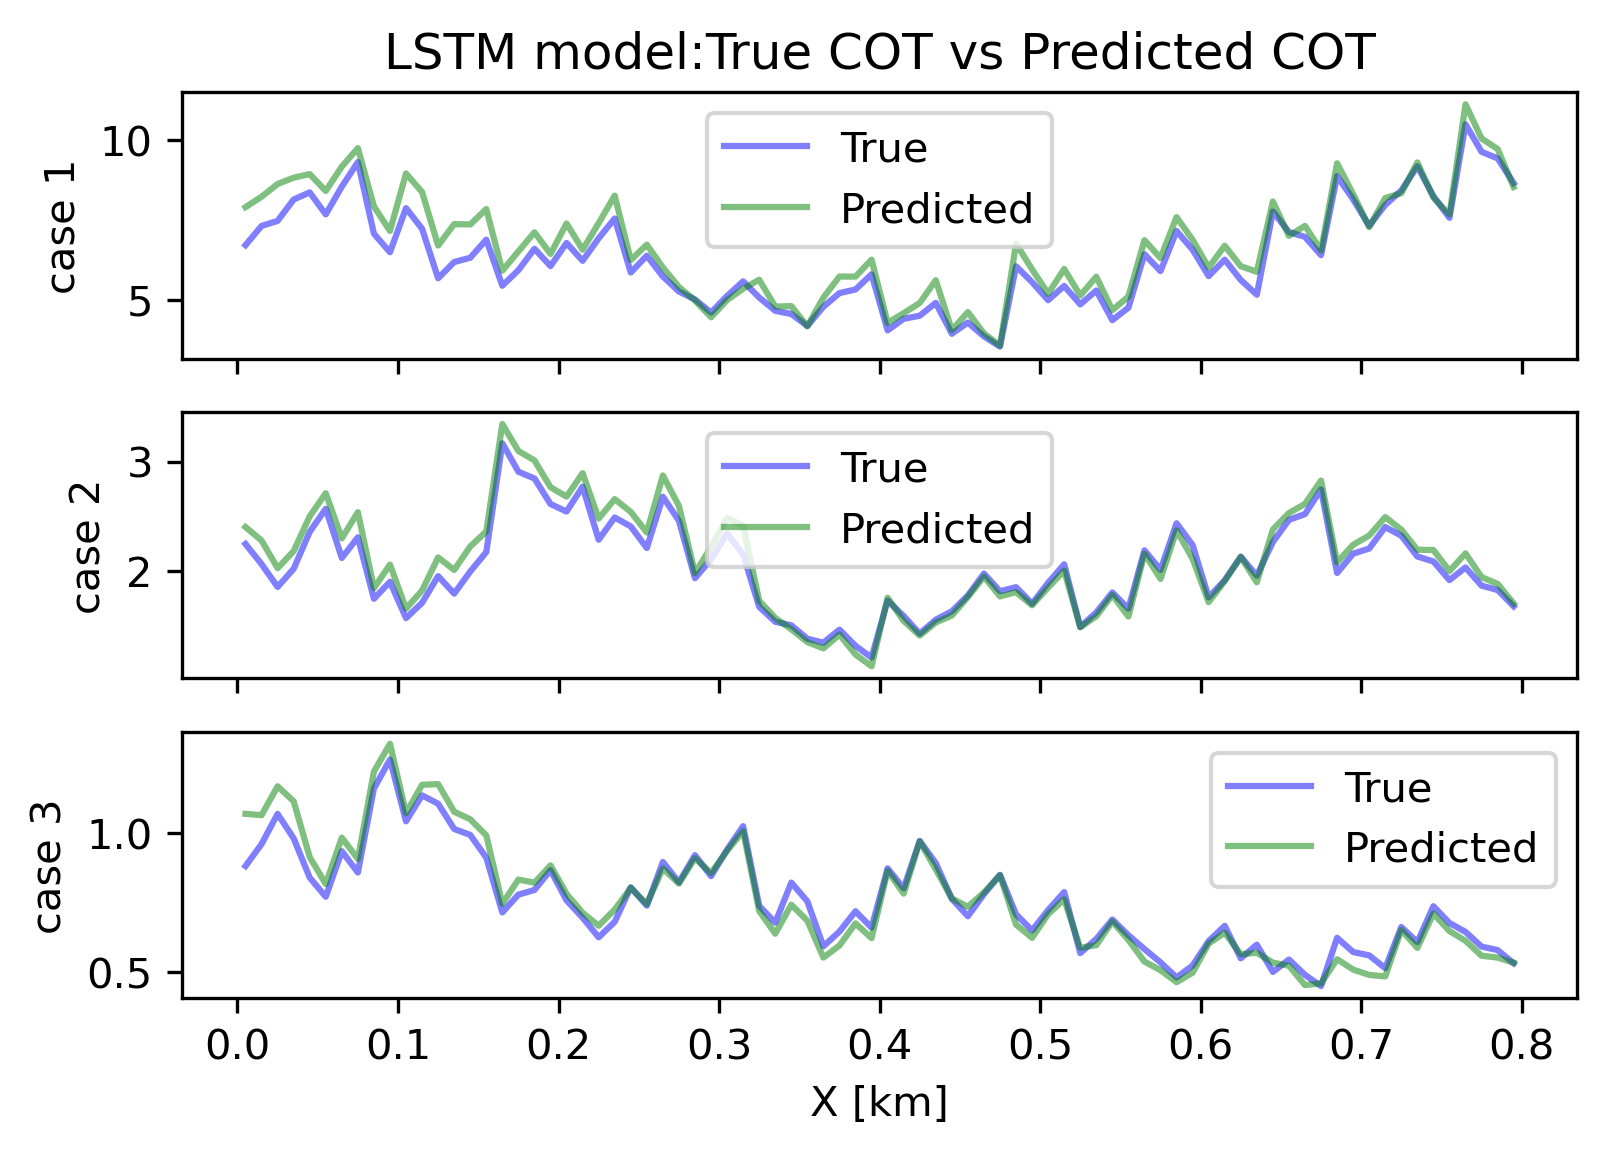 LSTM model:True COT vs Predicted COT
case 1
10
5
True
Predicted
case 2
3
2
True
Predicted
case 3
1.0
0.5
True
Predicted
0.0 0.1 0.2 0.3 0.4 0.5 0.6 0.7 0.8
X [km]